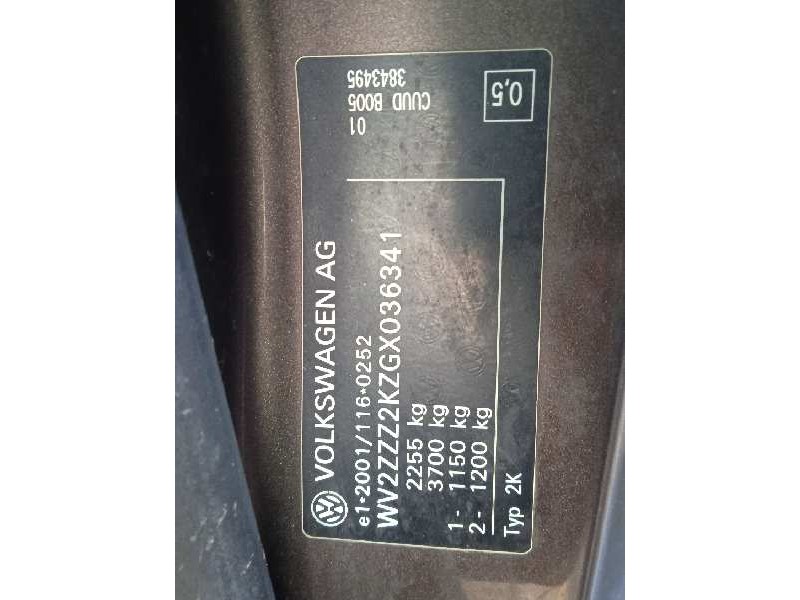 VOLKSWAGEN AG
e1*2001/116*0252
WV2ZZZ2KZGX036341
2255 kg
3700 kg
1- 1150 kg
2- 1200 kg
Typ 2K
01
CUUD B005
3843495
0,5